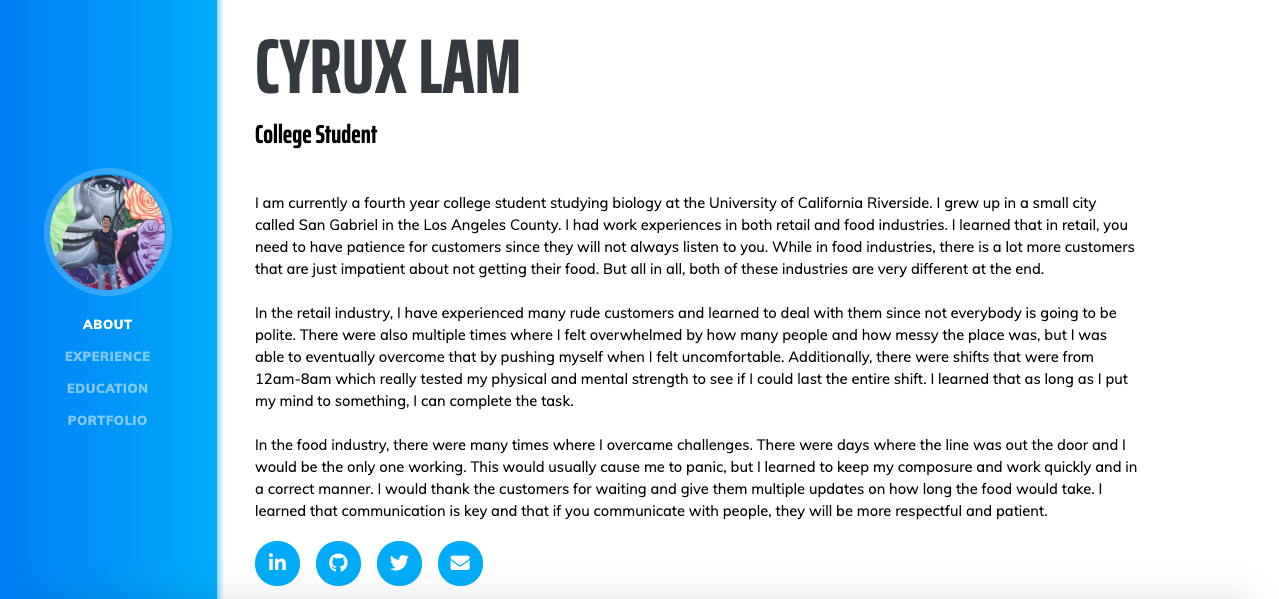 CYRUX LAM
College Student
I am currently a fourth year college student studying biology at the University of California Riverside. I grew up in a small city
called San Gabriel in the Los Angeles County. I had work experiences in both retail and food industries. I learned that in retail, you
need to have patience for customers since they will not always listen to you. While in food industries, there is a lot more customers
that are just impatient about not getting their food. But all in all, both of these industries are very different at the end.
In the retail industry, I have experienced many rude customers and learned to deal with them since not everybody is going to be
polite. There were also multiple times where I felt overwhelmed by how many people and how messy the place was, but I was
able to eventually overcome that by pushing myself when I felt uncomfortable. Additionally, there were shifts that were from
12am-8am which really tested my physical and mental strength to see if I could last the entire shift. I learned that as long as I put
my mind to something, I can complete the task.
In the food industry, there were many times where I overcame challenges. There were days where the line was out the door and I
would be the only one working. This would usually cause me to panic, but I learned to keep my composure and work quickly and in
a correct manner. I would thank the customers for waiting and give them multiple updates on how long the food would take. I
learned that communication is key and that if you communicate with people, they will be more respectful and patient.
ABOUT
EXPERIENCE
EDUCATION
PORTFOLIO
in